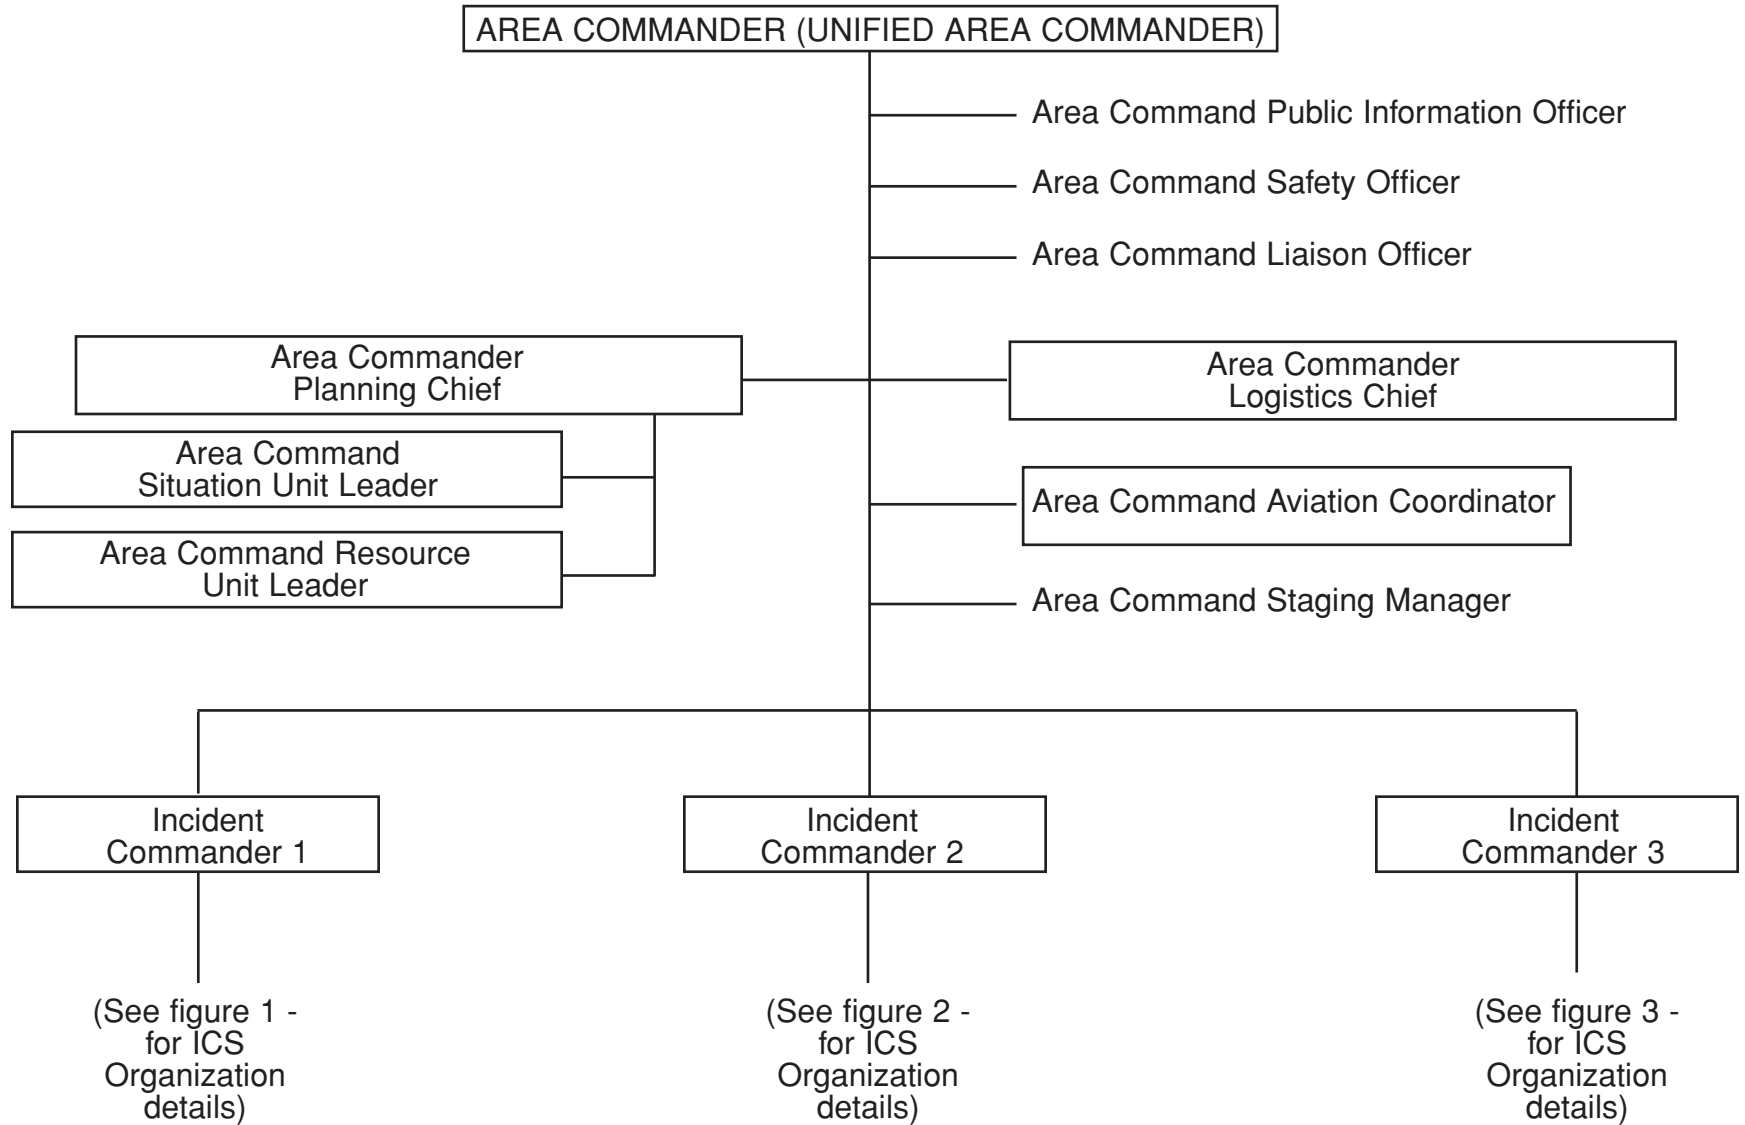 AREA COMMANDER (UNIFIED AREA COMMANDER)
Area Command Public Information Officer
Area Command Safety Officer
Area Command Liaison Officer
Area Commander
Planning Chief
Area Commander
Logistics Chief
Area Command
Situation Unit Leader
Area Command Aviation Coordinator
Area Command Resource
Unit Leader
Area Command Staging Manager
Incident
Commander 1
Incident
Commander 2
Incident
Commander 3
(See figure 1 -
for ICS
Organization
details)
(See figure 2 -
for ICS
Organization
details)
(See figure 3 -
for ICS
Organization
details)